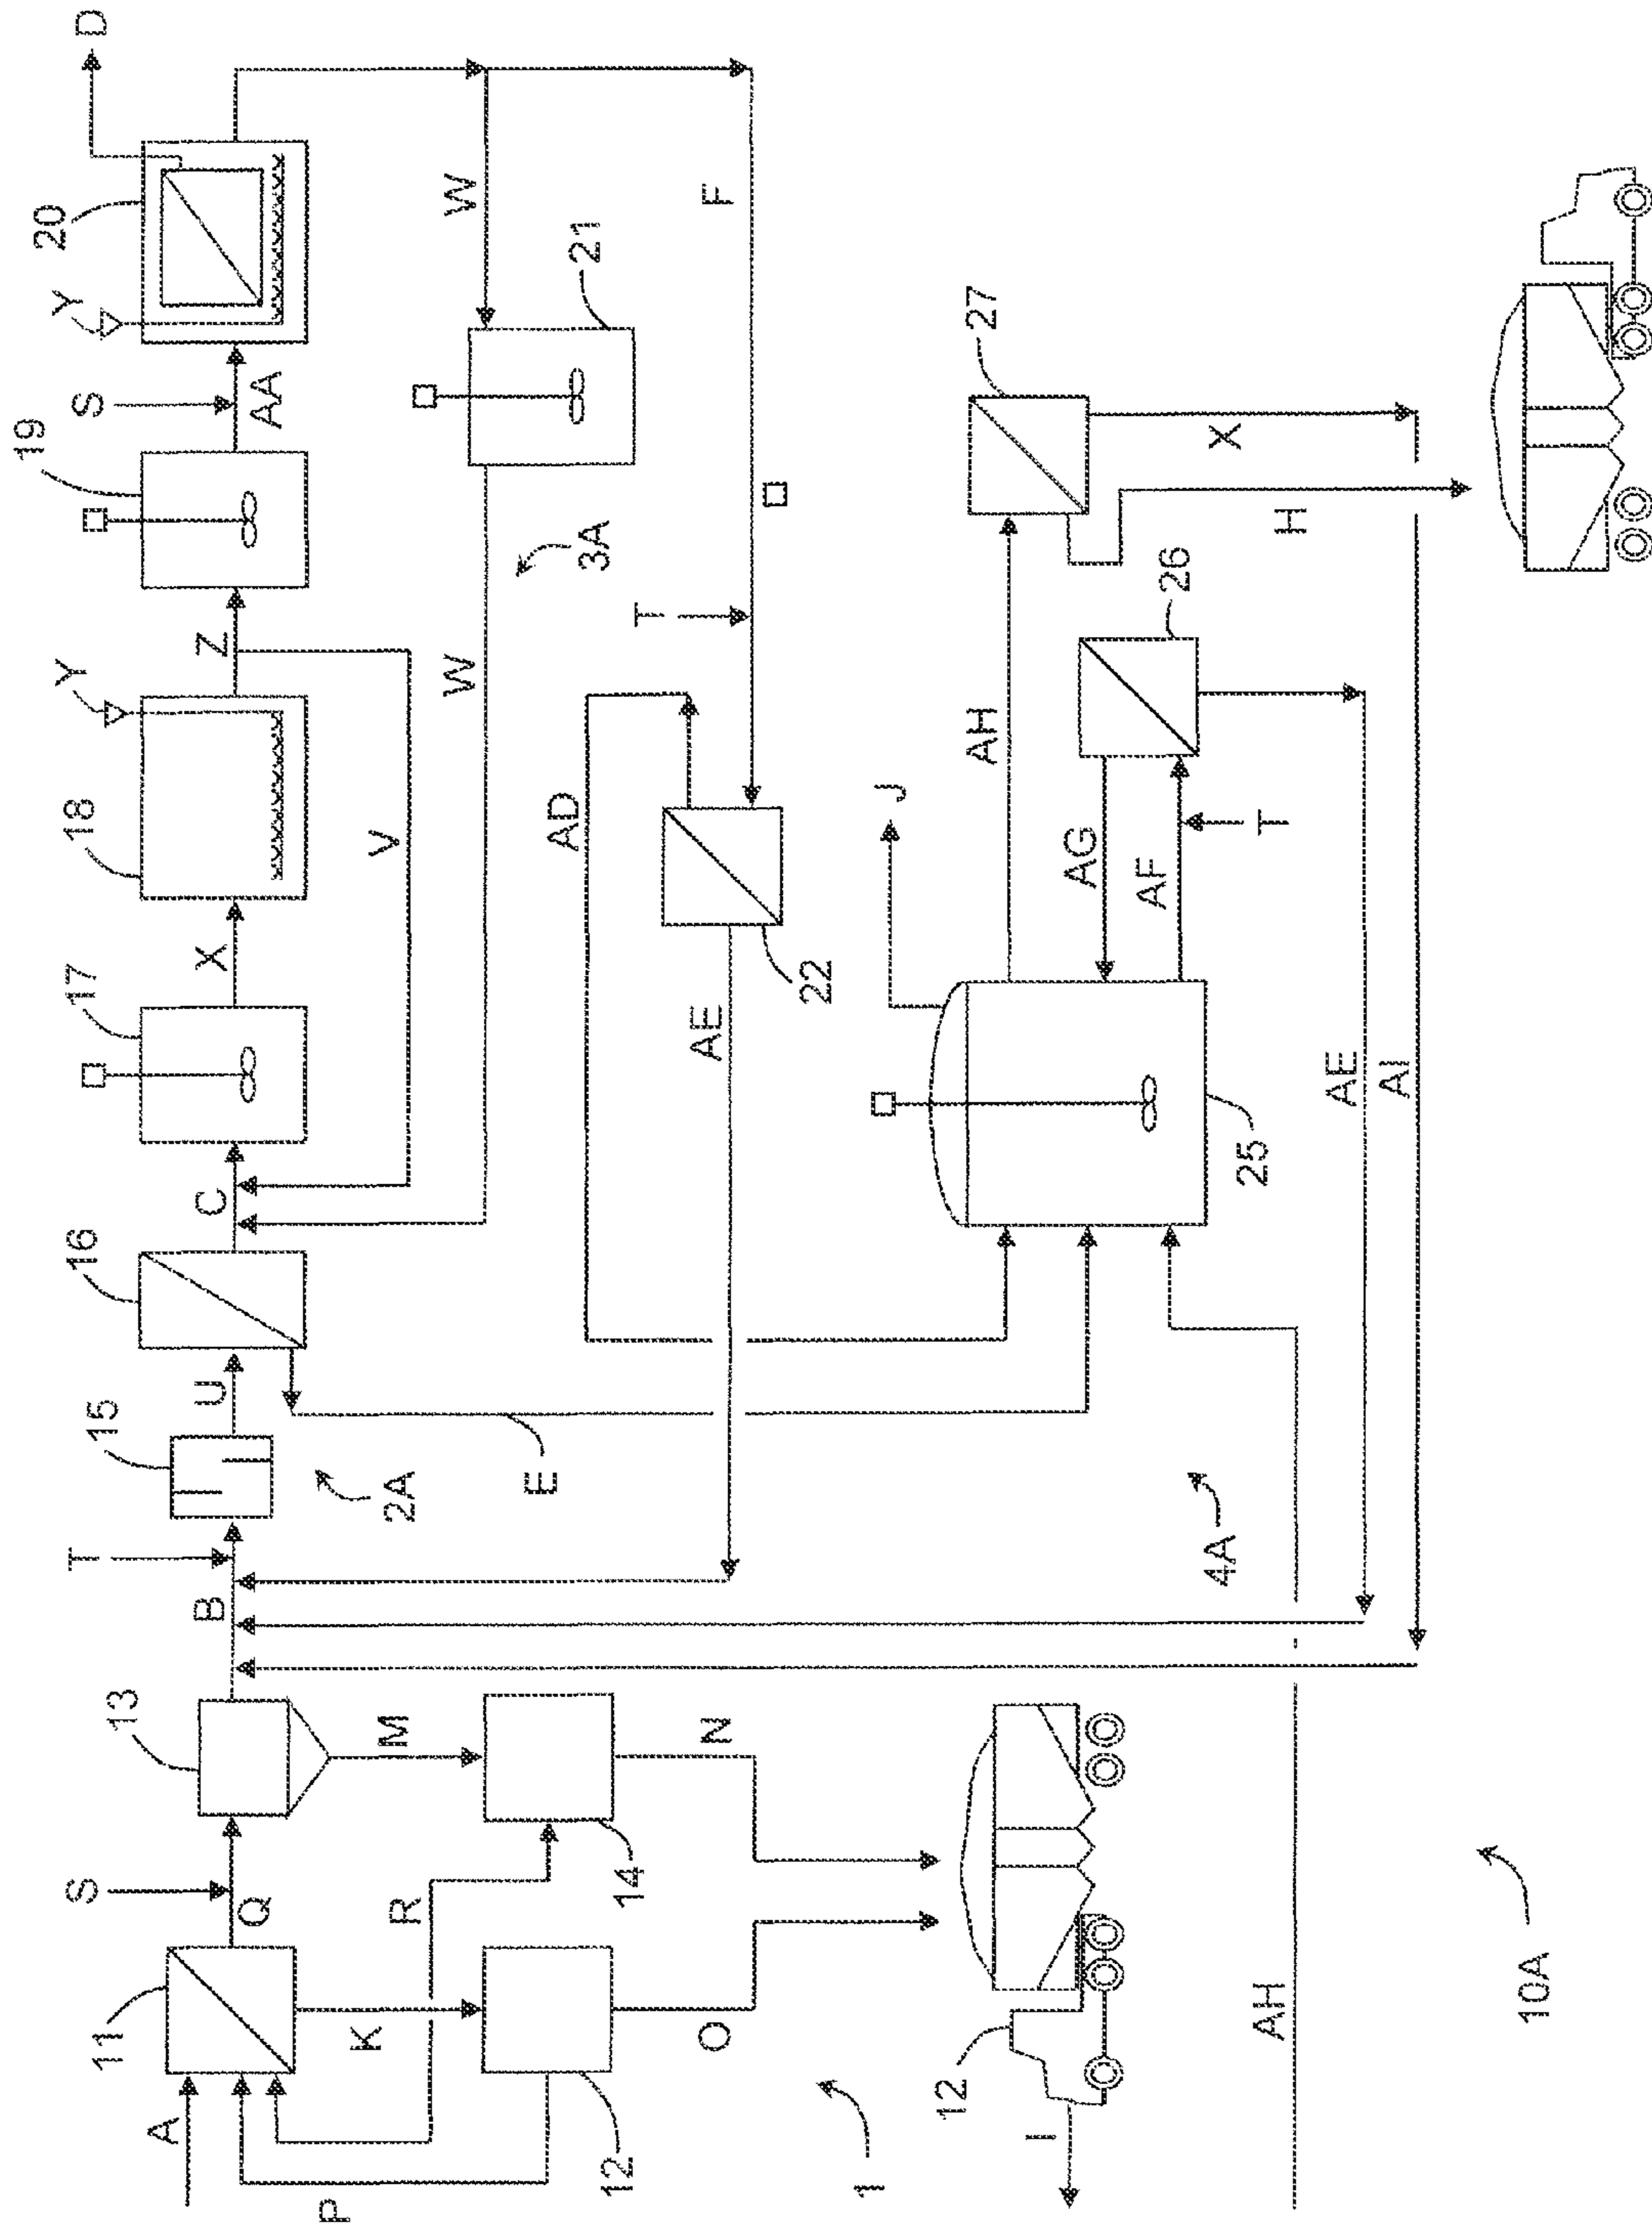 A
11
P
K
12
R
O
Q
S
13
M
14
N
1
12
I
B
T
15
U
2A
16
E
C
17
X
18
Y
Z
V
19
S
AA
Y
20
D
W
W
21
3A
F
T
AD
22
AE
J
AH
AG
AF
T
26
27
X
H
25
AE
AI
4A
AH
10A